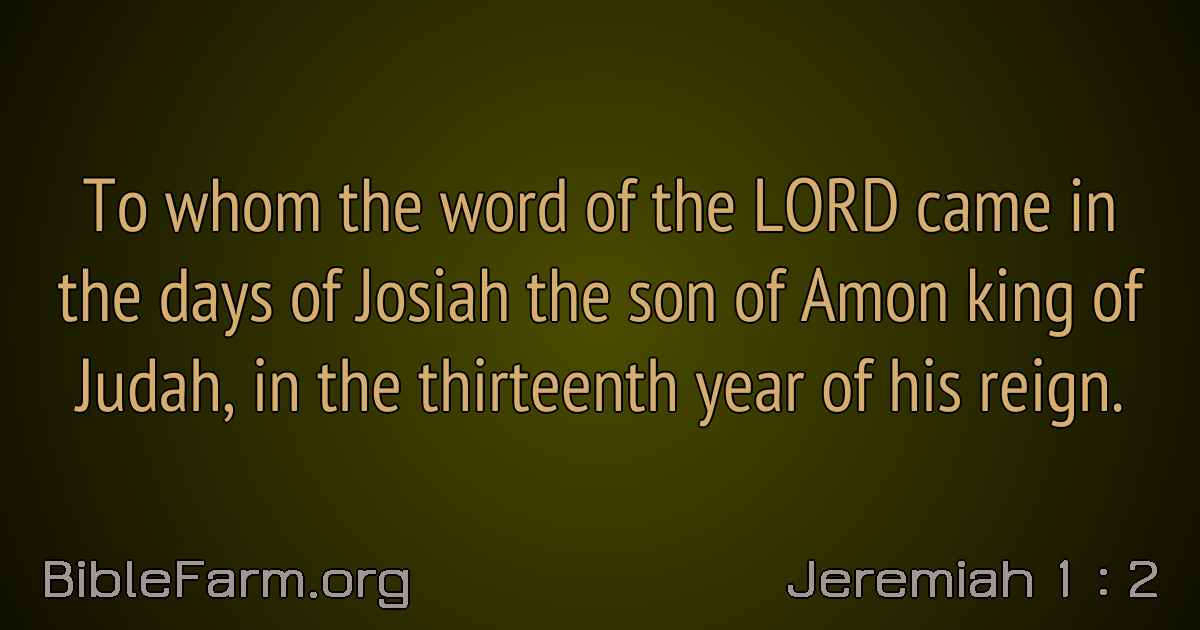 To whom the word of the LORD came in
the days of Josiah the son of Amon king of
Judah, in the thirteenth year of his reign.
BibleFarm.org
Jeremiah 1 : 2